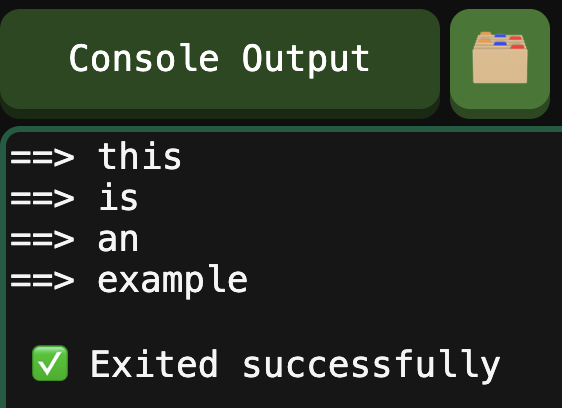 Console Output
==> this
==> is
==> an
==> example
✅ Exited successfully